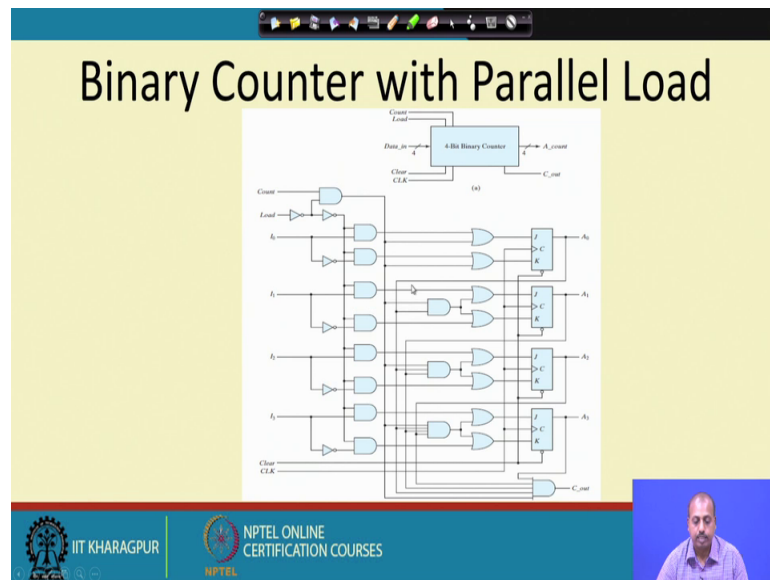 Binary Counter with Parallel Load
Count
Load
Data_in
4
4-Bit Binary Counter
4
A_count
Clear
CLK
C_out
(a)
Count
Load
I₀
J
C
K
A₀
I₁
J
C
K
A₁
I₂
J
C
K
A₂
I₃
J
C
K
A₃
Clear
CLK
C_out
IIT KHARAGPUR
NPTEL
NPTEL ONLINE
CERTIFICATION COURSES